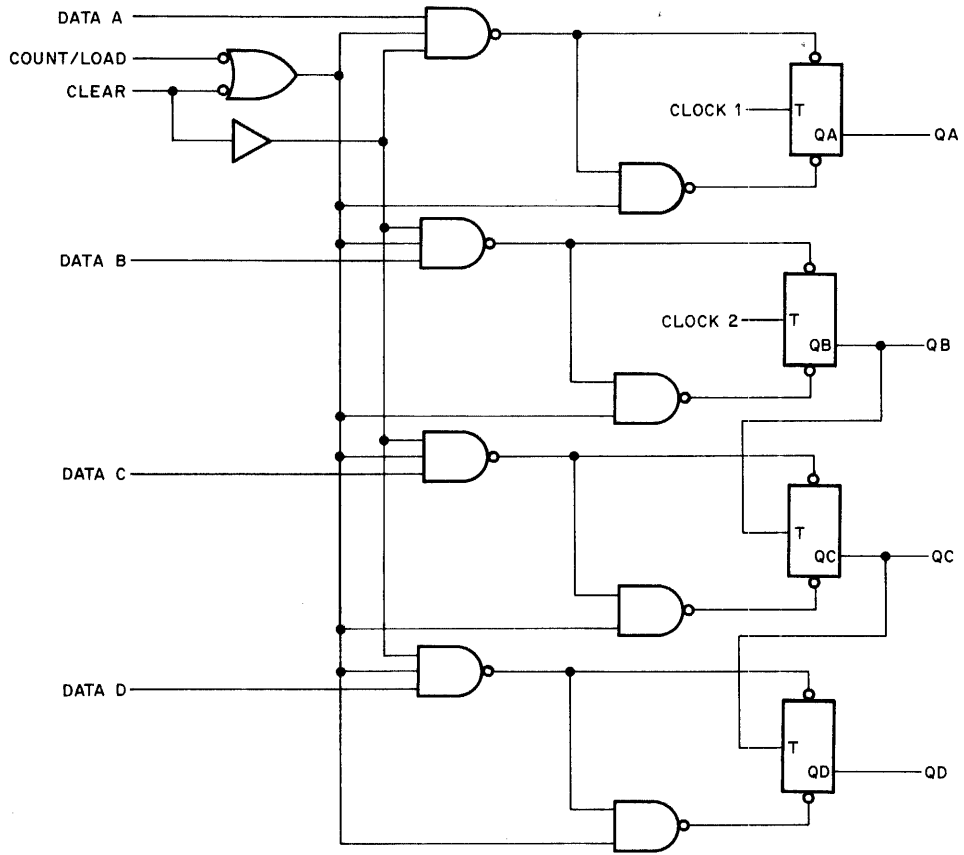 DATA A
COUNT/LOAD
CLEAR
CLOCK 1
T
QA
QA
DATA B
CLOCK 2
T
QB
QB
DATA C
T
QC
QC
DATA D
T
QD
QD